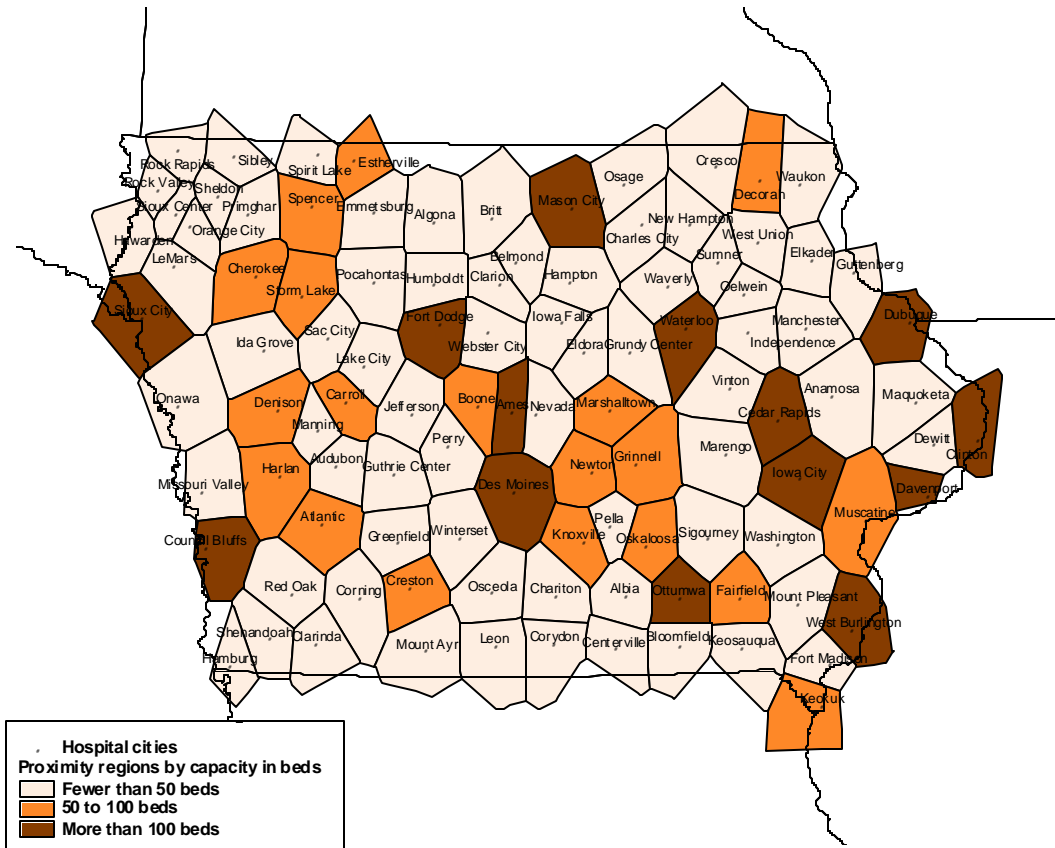 Rock Rapids
Sibley
Spirit Lake
Estherville
Rock Valley
Sheldon
Sioux Center
Primghar
Spencer
Emmetsburg
Algona
Britt
Mason City
Osage
Cresco
Decorah
Waukon
Hawarden
Orange City
LeMars
Cherokee
Storm Lake
Pocahontas
Humboldt
Clarion
Belmond
Hampton
Charles City
New Hampton
Sumner
West Union
Elkader
Guttenberg
Waverly
Oelwein
Sioux City
Ida Grove
Sac City
Lake City
Fort Dodge
Webster City
Iowa Falls
Eldora
Grundy Center
Waterloo
Independence
Manchester
Dubuque
Onawa
Denison
Manning
Carroll
Jefferson
Boone
Ames
Nevada
Marshalltown
Vinton
Cedar Rapids
Anamosa
Maquoketa
Dewitt
Clinton
Missouri Valley
Harlan
Audubon
Guthrie Center
Perry
Des Moines
Newton
Grinnell
Marengo
Iowa City
Davenport
Muscatine
Council Bluffs
Atlantic
Greenfield
Winterset
Knoxville
Pella
Oskaloosa
Sigourney
Washington
Red Oak
Corning
Creston
Osceola
Chariton
Albia
Ottumwa
Fairfield
Mount Pleasant
West Burlington
Shenandoah
Clarinda
Hamburg
Mount Ayr
Leon
Corydon
Centerville
Bloomfield
Keosauqua
Fort Madison
Keokuk
Hospital cities
Proximity regions by capacity in beds
Fewer than 50 beds
50 to 100 beds
More than 100 beds